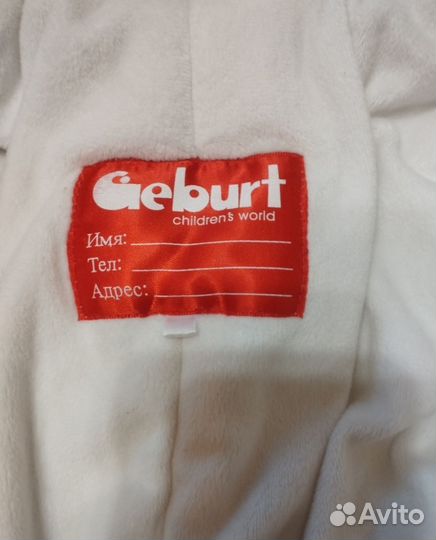 Geburt
children's world
Имя:
Тел:
Адрес:
Avito